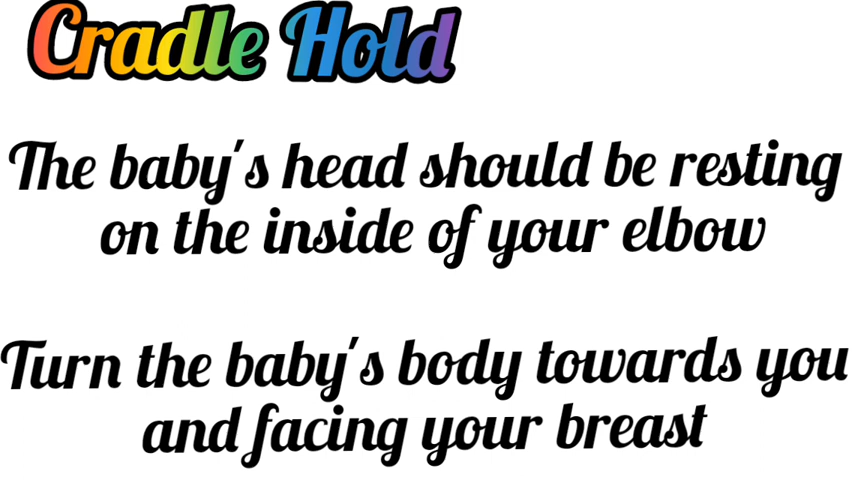 Cradle Hold
The baby's head should be resting
on the inside of your elbow
Turn the baby's body towards you
and facing your breast